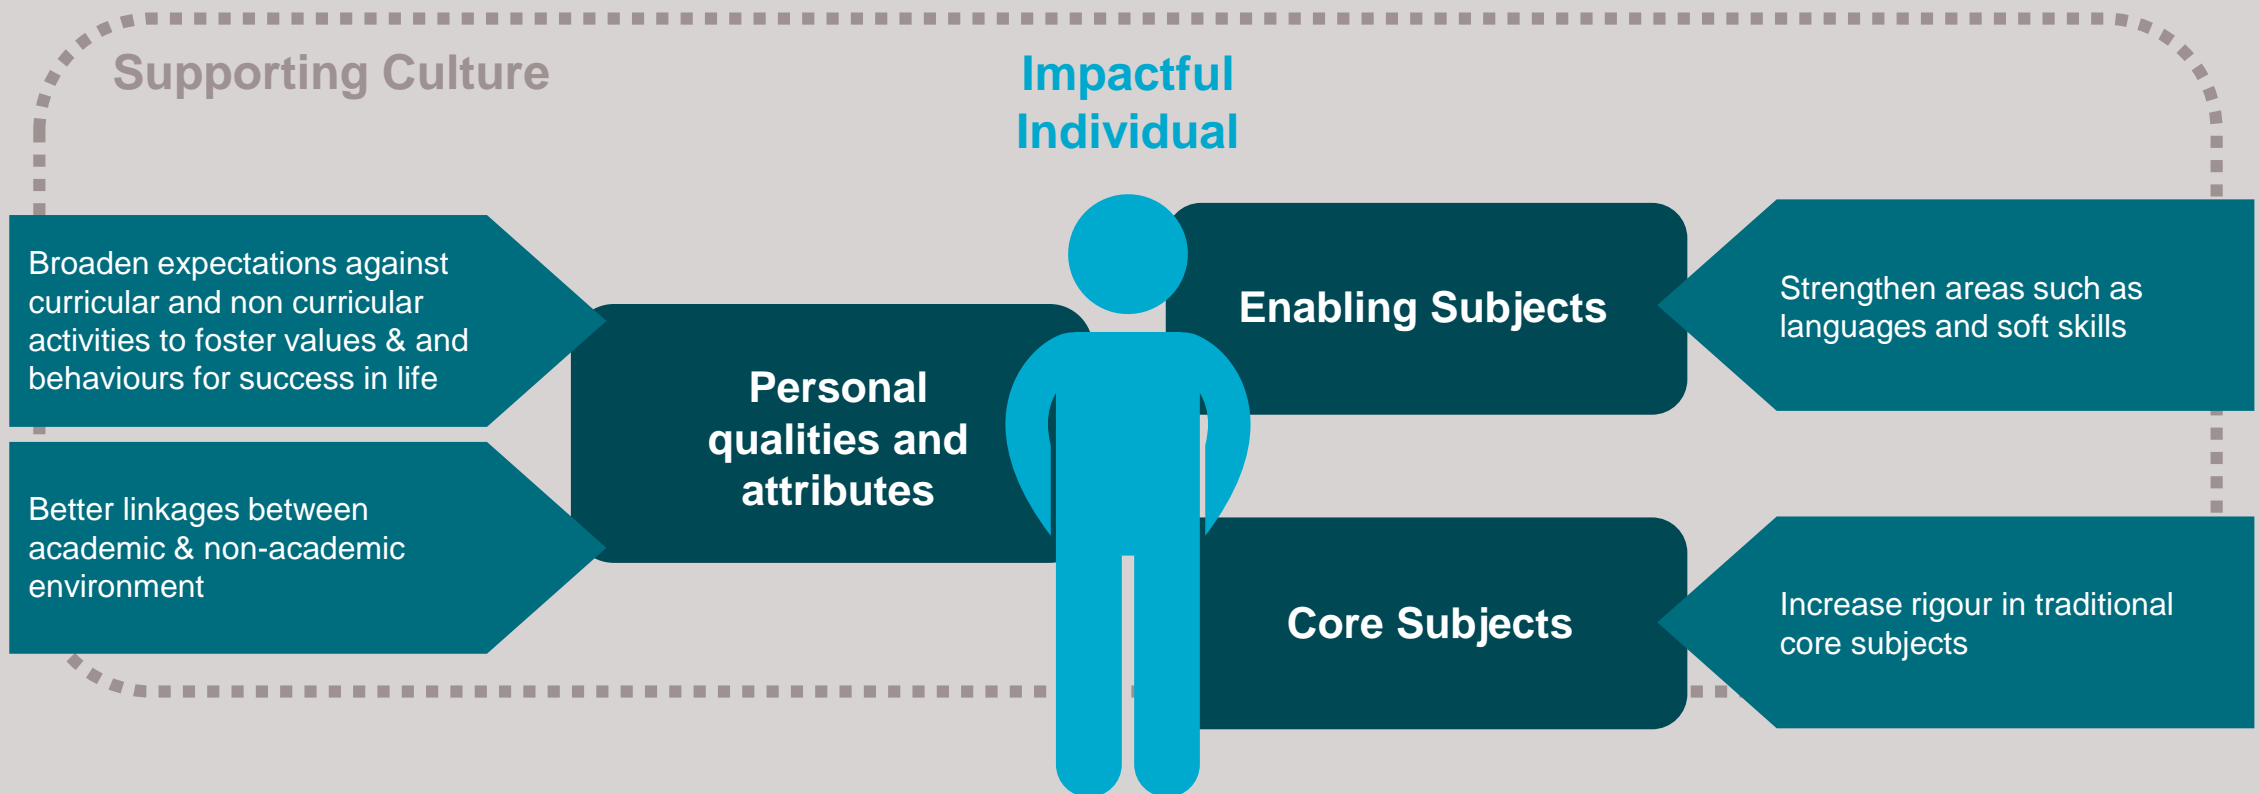 Supporting Culture
Impactful
Individual
Broaden expectations against
curricular and non curricular
activities to foster values & and
behaviours for success in life
Better linkages between
academic & non-academic
environment
Personal
qualities and
attributes
Enabling Subjects
Strengthen areas such as
languages and soft skills
Core Subjects
Increase rigour in traditional
core subjects